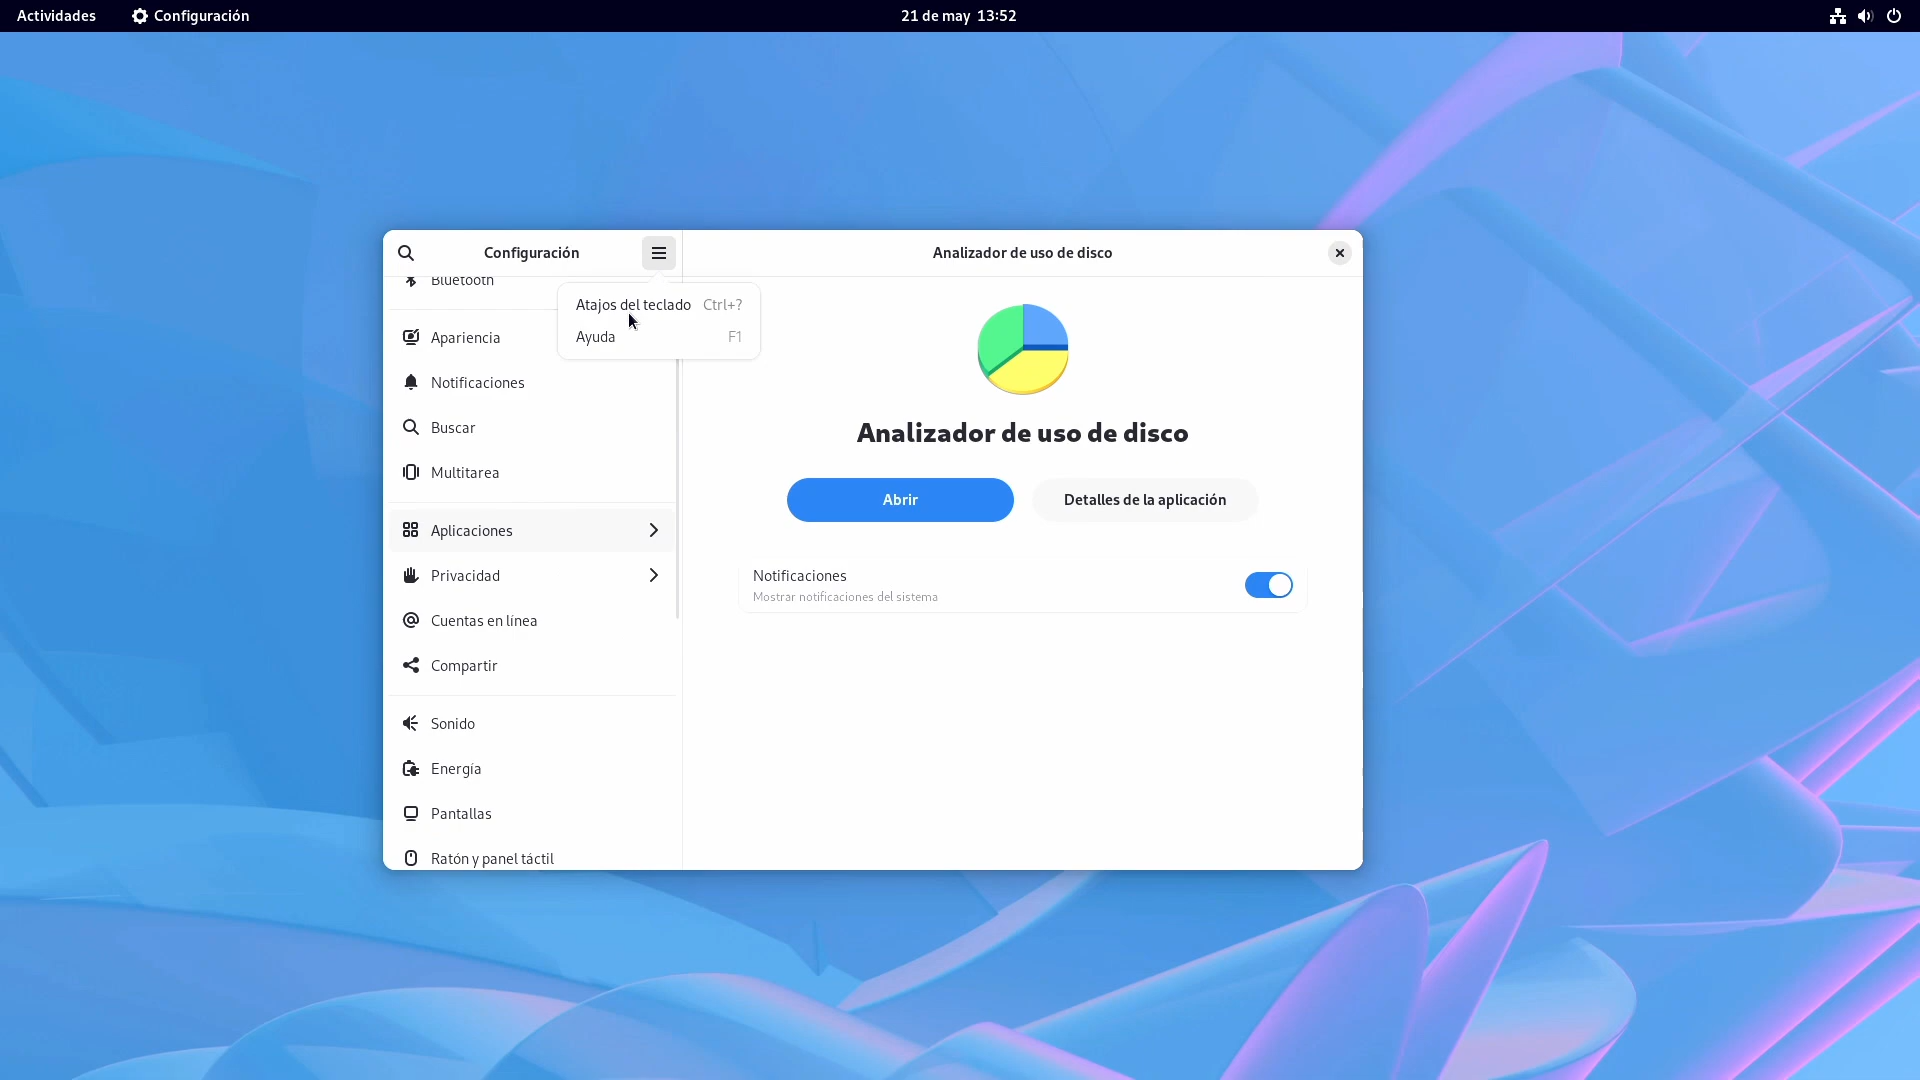 Actividades
Configuración
21 de may 13:52
Configuración
Analizador de uso de disco
Bluetooth
Atajos del teclado Ctrl+?
Ayuda F1
Apariencia
Notificaciones
Buscar
Multitarea
Aplicaciones
Privacidad
Cuentas en línea
Compartir
Sonido
Energía
Pantallas
Ratón y panel táctil
Analizador de uso de disco
Abrir
Detalles de la aplicación
Notificaciones
Mostrar notificaciones del sistema